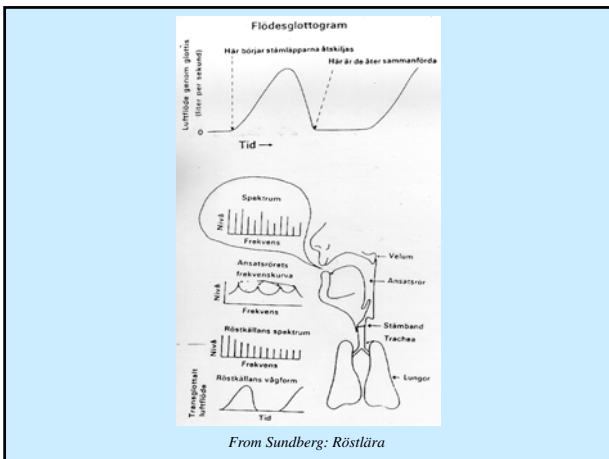 Flödesglottogram
Här börjar stämläpparna åtskiljas
Här är de åter sammanförda
Luftflöde genom glottis
(liter per sekund)
0
Tid →
Spektrum
Nivå
Frekvens
Velum
Ansatsrörets
frekvenskurva
Ansatsrör
Nivå
Frekvens
Stämband
Röstkällans spektrum
Trachea
Nivå
Frekvens
Röstkällans vågform
Lungor
Transglottalt
luftflöde
Tid
From Sundberg: Röstlära